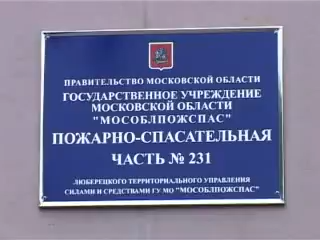 ПРАВИТЕЛЬСТВО МОСКОВСКОЙ ОБЛАСТИ
ГОСУДАРСТВЕННОЕ УЧРЕЖДЕНИЕ
МОСКОВСКОЙ ОБЛАСТИ
"МОСОБЛПОЖСПАС"
ПОЖАРНО-СПАСАТЕЛЬНАЯ
ЧАСТЬ № 231
ЛЮБЕРЕЦКОГО ТЕРРИТОРИАЛЬНОГО УПРАВЛЕНИЯ
СИЛАМИ И СРЕДСТВАМИ ГУ МО "МОСОБЛПОЖСПАС"